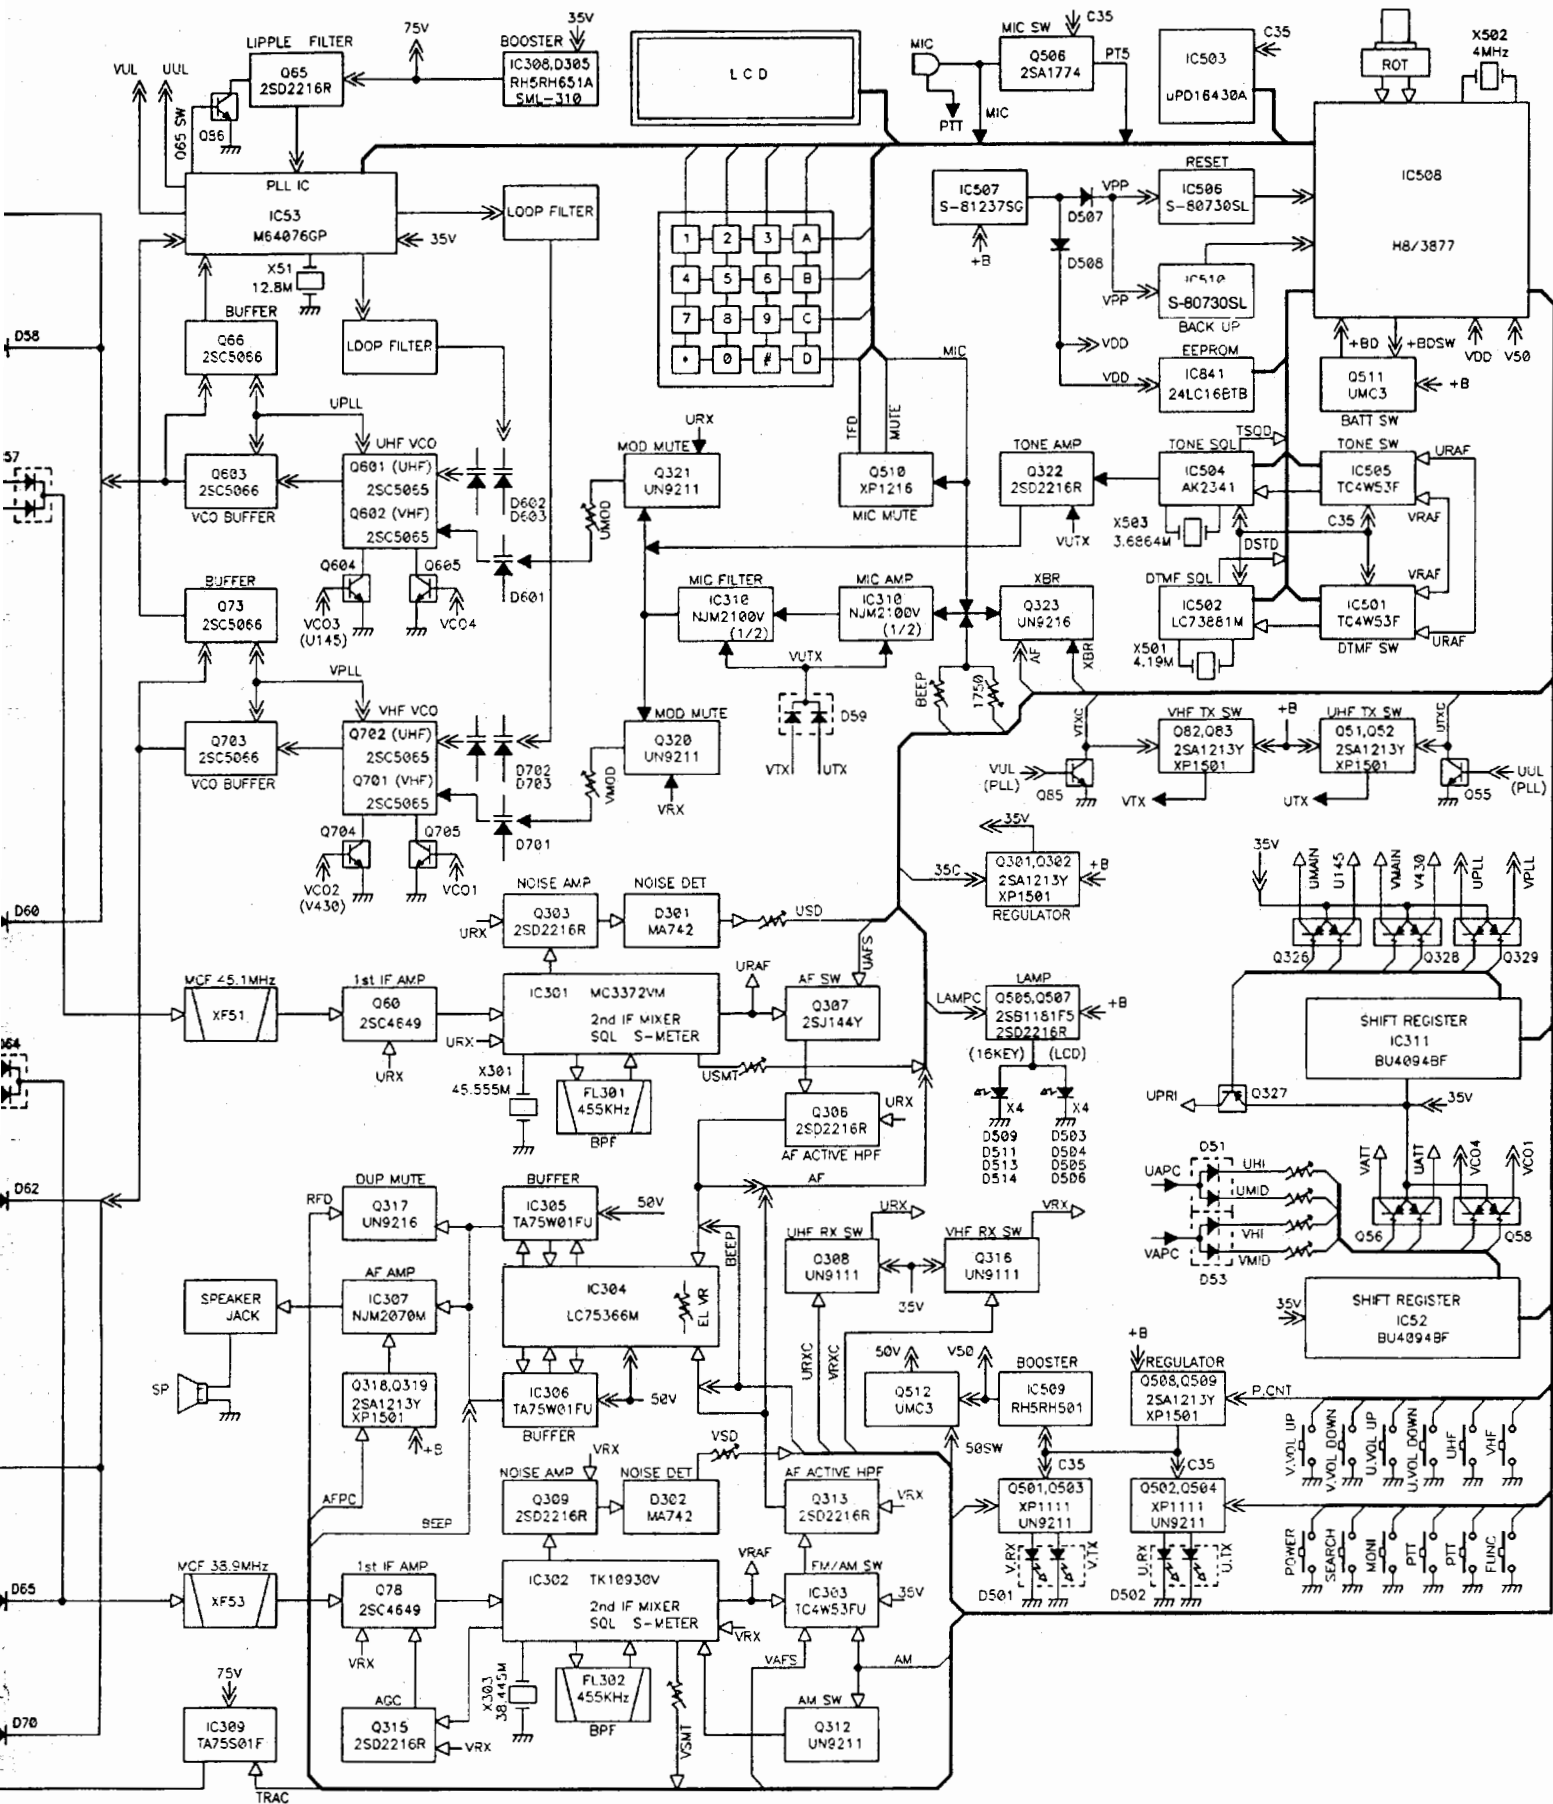 LIPPLE FILTER
Q65
2SD2216R
75V
BOOSTER
35V
IC308,D305
RH5RH651A
SML-310
LCD
MIC
PTT
MIC SW
C35
Q506
2SA1774
PT5
MIC
IC503
uPD16430A
C35
ROT
X502
4MHz
VUL
UUL
Q65 SW
PLL IC
IC53
M64076GP
LOOP FILTER
35V
X51
12.8M
1 2 3 A
4 5 6 B
7 8 9 C
0 # D
IC507
S-81237SG
+B
D507
D508
VPP
RESET
IC506
S-80730SL
VPP
IC510
S-80730SL
BACK UP
VDD
EEPROM
VDD
IC841
24LC16BTB
IC508
H8/3877
+BD
+BDSW
VDD
V50
Q511
UMC3
+B
BATT SW
D58
BUFFER
Q66
2SC5066
LOOP FILTER
UPLL
UHF VCO
Q603
2SC5066
VCO BUFFER
Q601 (UHF)
2SC5065
Q602 (VHF)
2SC5065
D602
D603
D601
UMOD
URX
MOD MUTE
Q321
UN9211
TFD
MUTE
MIC
Q510
XP1216
MIC MUTE
TONE AMP
Q322
2SD2216R
VUTX
TONE SQL
TSQD
IC504
AK2341
X503
3.6864M
TONE SW
IC505
TC4W53F
URAF
VRAF
C35
DSTD
57
Q604
Q605
VCO3
(U145)
VCO4
BUFFER
Q73
2SC5066
MIC FILTER
IC310
NJM2100V
(1/2)
MIC AMP
IC310
NJM2100V
(1/2)
XBR
Q323
UN9216
DTMF SQL
IC502
LC73881M
X501
4.19M
IC501
TC4W53F
DTMF SW
VRAF
URAF
VUTX
BEEP
1750
AF
XBR
VPLL
VHF VCO
Q703
2SC5066
VCO BUFFER
Q702 (UHF)
2SC5065
Q701 (VHF)
2SC5065
D702
D703
D701
VMOD
MOD MUTE
Q320
UN9211
VRX
D59
VTX
UTX
VTXC
VUL
(PLL)
Q85
VHF TX SW
Q82,Q83
2SA1213Y
XP1501
VTX
+B
UHF TX SW
Q51,Q52
2SA1213Y
XP1501
UTX
UTXC
Q55
UUL
(PLL)
Q704
Q705
VCO2
(V430)
VCO1
35V
35C
Q301,Q302
2SA1213Y
XP1501
REGULATOR
+B
35V
UMAIN
U145
VMAIN
V430
UPLL
VPLL
Q326
Q328
Q329
D60
NOISE AMP
URX
Q303
2SD2216R
NOISE DET
D301
MA742
USD
UAFS
MCF 45.1MHz
XF51
1st IF AMP
Q60
2SC4649
URX
IC301 MC3372VM
2nd IF MIXER
SQL S-METER
URX
URAF
AF SW
Q307
2SJ144Y
USMT
X301
45.555M
FL301
455KHz
BPF
Q306
2SD2216R
AF ACTIVE HPF
URX
LAMP
LAMPC
Q505,Q507
2SB1181F5
2SD2216R
+B
(16KEY)
(LCD)
X4
X4
D509
D511
D513
D514
D503
D504
D505
D506
SHIFT REGISTER
IC311
BU4094BF
UPRI
Q327
35V
D62
DUP MUTE
RFD
Q317
UN9216
BUFFER
IC305
TA75W01FU
50V
AF
BEEP
D51
UAPC
VAPC
D53
UHI
UMID
VHI
VMID
VATT
UATT
VCO4
VCO1
Q56
Q58
SPEAKER
JACK
SP
AF AMP
IC307
NJM2070M
IC304
LC75366M
EL VR
UHF RX SW
Q308
UN9111
URX
35V
VHF RX SW
Q316
UN9111
VRX
URXC
VRXC
35V
SHIFT REGISTER
IC52
BU4094BF
Q318,Q319
2SA1213Y
XP1501
+B
IC306
TA75W01FU
BUFFER
50V
50V
V50
Q512
UMC3
50SW
BOOSTER
IC509
RH5RH501
+B
REGULATOR
Q508,Q509
2SA1213Y
XP1501
P.CNT
V.VOL UP
V.VOL DOWN
U.VOL UP
U.VOL DOWN
UHF
VHF
AFPC
BEEP
NOISE AMP
VRX
Q309
2SD2216R
NOISE DET
D302
MA742
VSD
AF ACTIVE HPF
Q313
2SD2216R
VRX
C35
Q501,Q503
XP1111
UN9211
V.RX
V.TX
D501
C35
Q502,Q504
XP1111
UN9211
U.RX
U.TX
D502
POWER
SEARCH
MONI
PTT
PTT
FUNC
D65
MCF 38.9MHz
XF53
1st IF AMP
Q78
2SC4649
VRX
IC302 TK10930V
2nd IF MIXER
SQL S-METER
VRX
VRAF
FM/AM SW
IC303
TC4W53FU
35V
VAFS
AM
X303
38.445M
FL302
455KHz
BPF
VSMT
AM SW
Q312
UN9211
D70
75V
IC309
TA75S01F
TRAC
AGC
Q315
2SD2216R
VRX